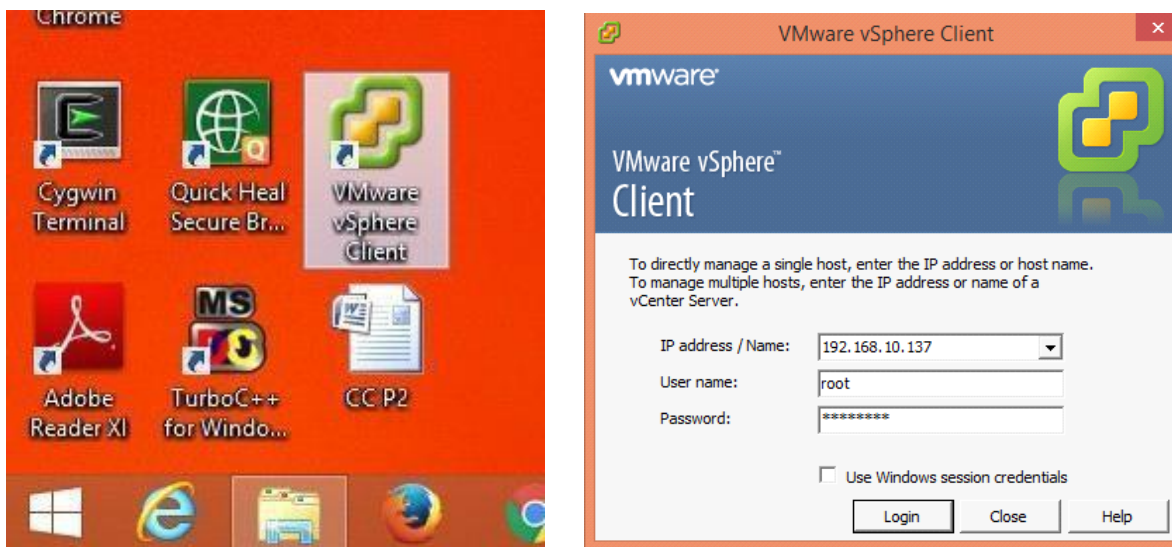 Chrome
Cygwin
Terminal
Quick Heal
Secure Br...
VMware
vSphere
Client
Adobe
Reader XI
MS
TurboC++
for Windo...
CC P2
VMware vSphere Client
vmware
VMware vSphere™
Client
To directly manage a single host, enter the IP address or host name.
To manage multiple hosts, enter the IP address or name of a
vCenter Server.
IP address / Name: 192.168.10.137
User name: root
Password: ********
Use Windows session credentials
Login Close Help